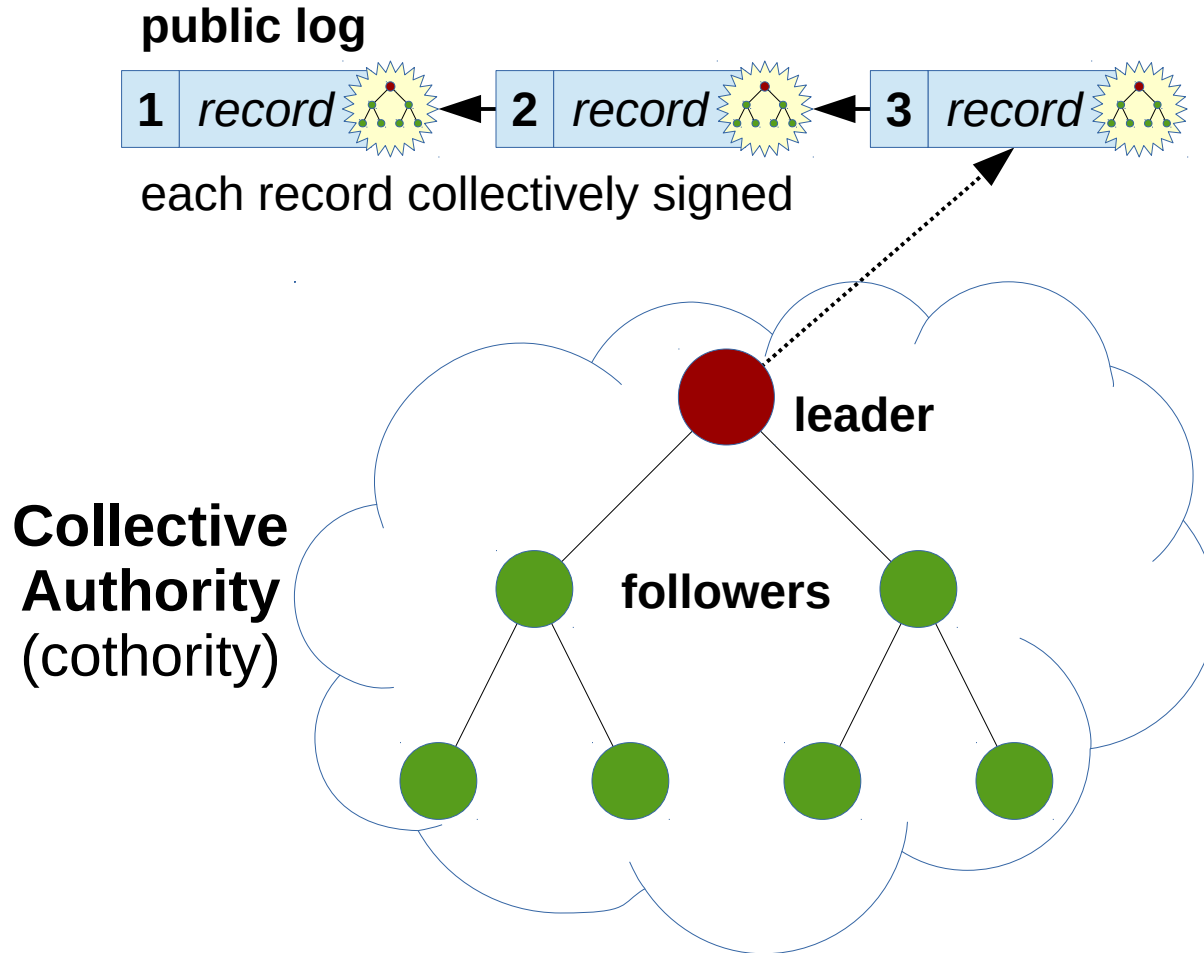 public log
1 record 2 record 3 record
each record collectively signed
leader
Collective
Authority
(cothority)
followers